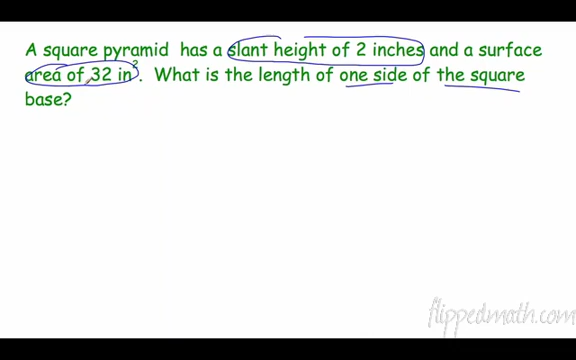 A square pyramid has a slant height of 2 inches and a surface
area of 32 in². What is the length of one side of the square
base?
flippedmath.com